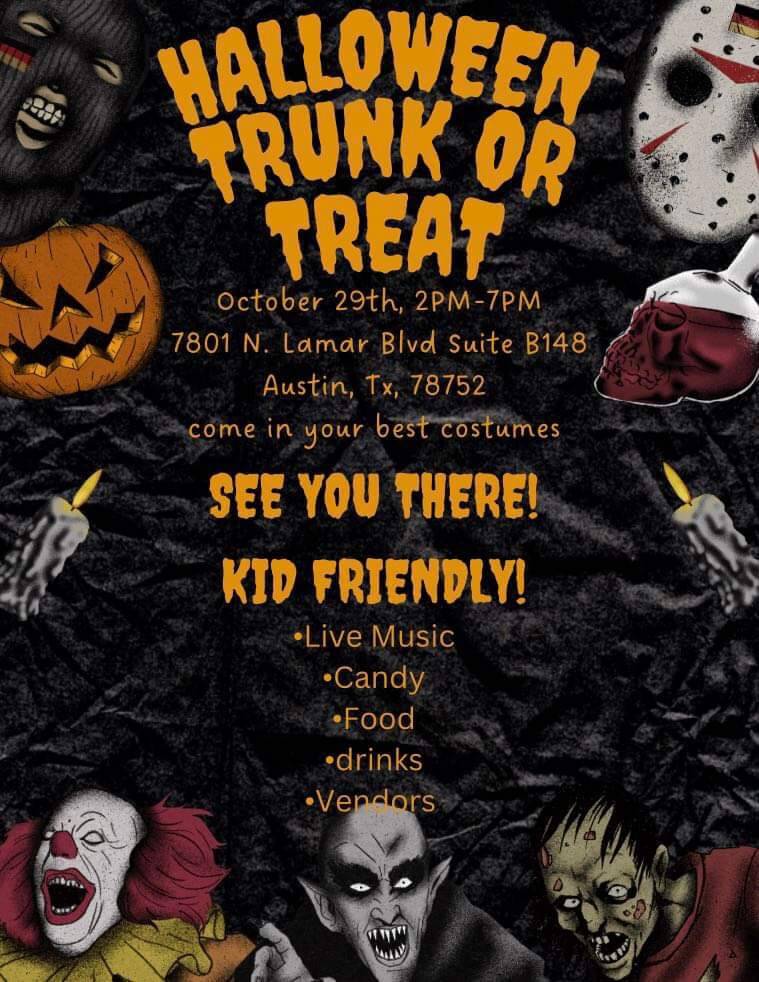 HALLOWEEN
TRUNK OR
TREAT
October 29th, 2PM-7PM
7801 N. Lamar Blvd Suite B148
Austin, Tx, 78752
come in your best costumes
SEE YOU THERE!
KID FRIENDLY!
•Live Music
•Candy
•Food
•drinks
•Vendors